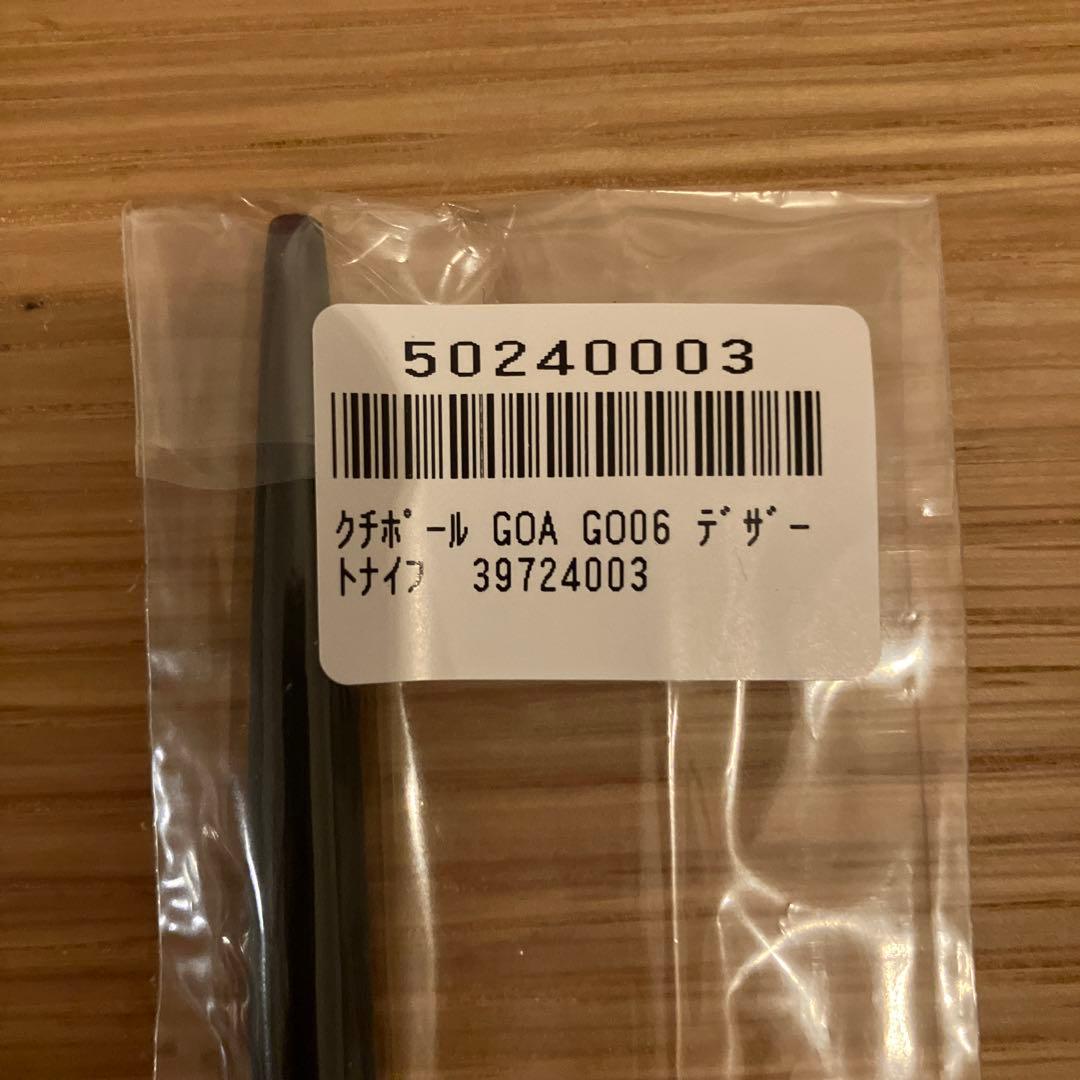 50240003
ｸﾁﾎﾟｰﾙ GOA GO06 ﾃﾞｻﾞｰ
ﾄﾅｲﾌ 39724003